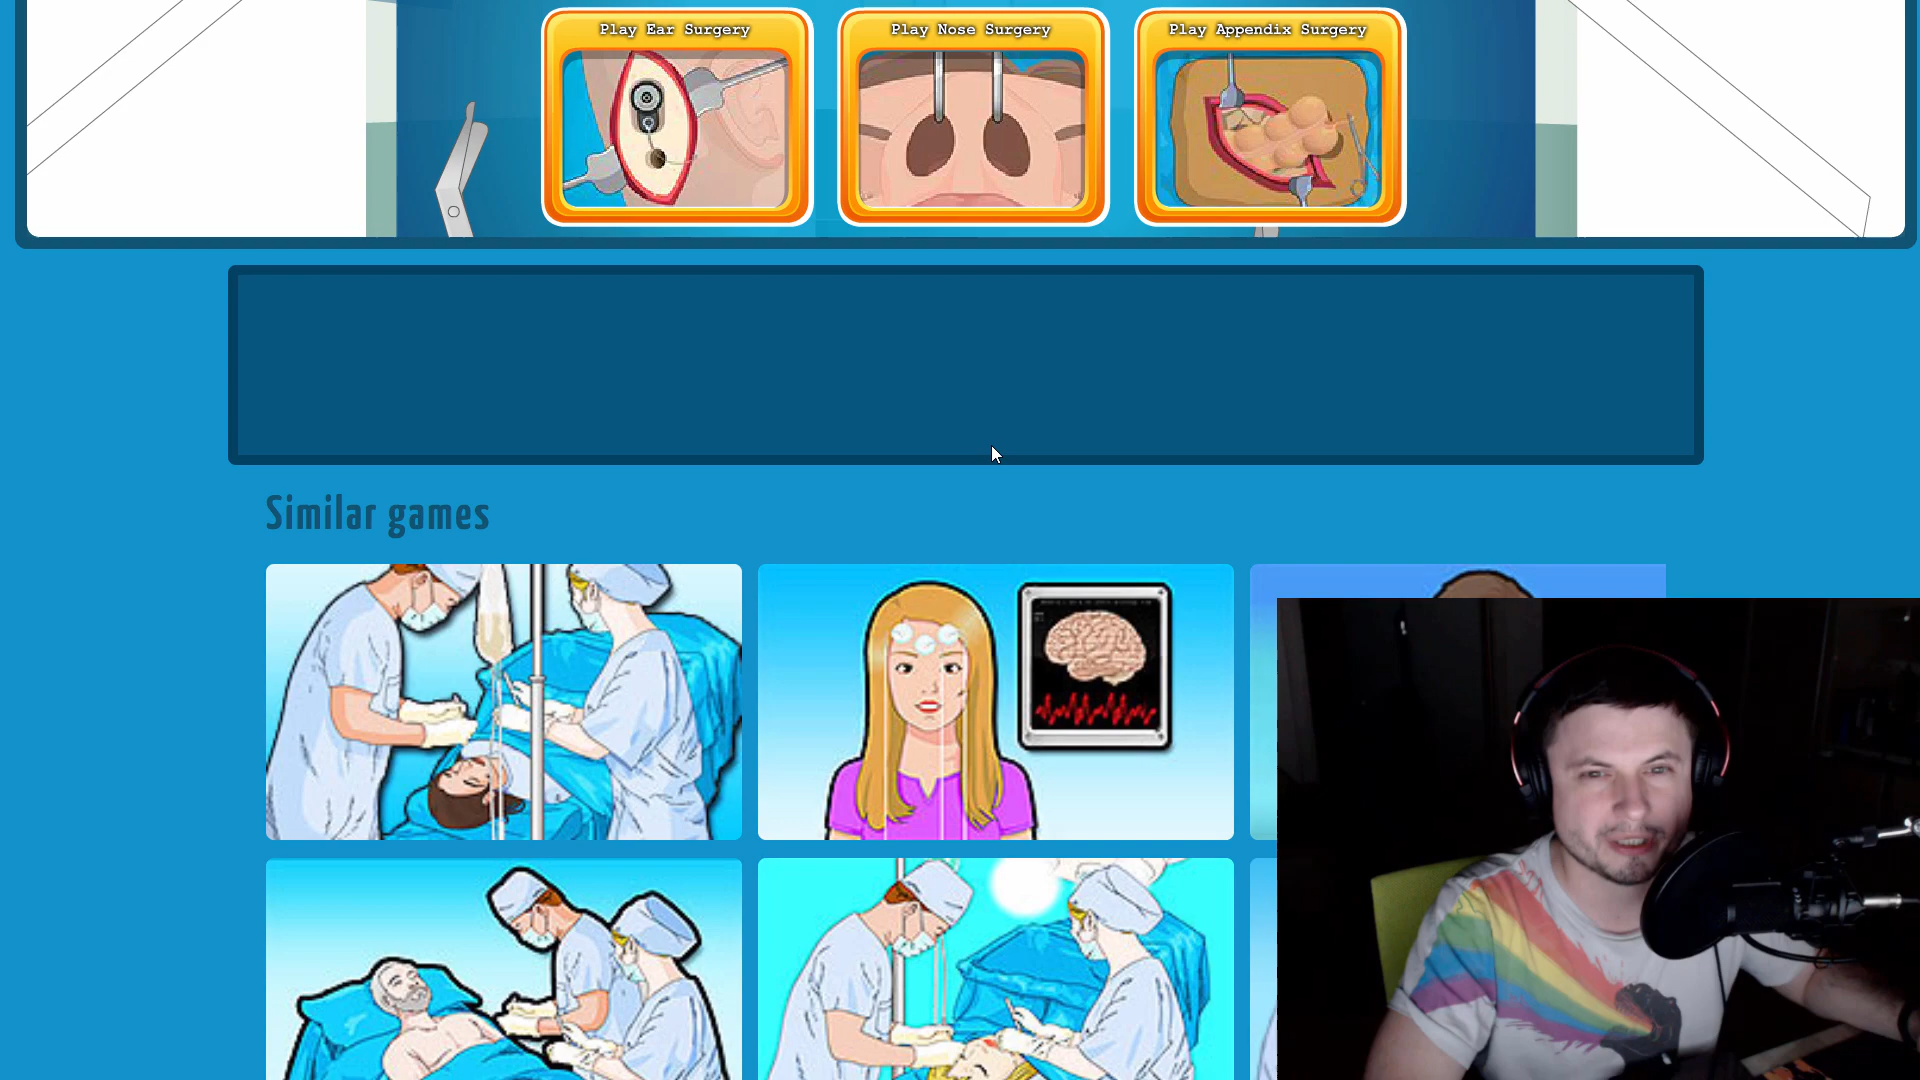 Play Ear Surgery
Play Nose Surgery
Play Appendix Surgery
Similar games